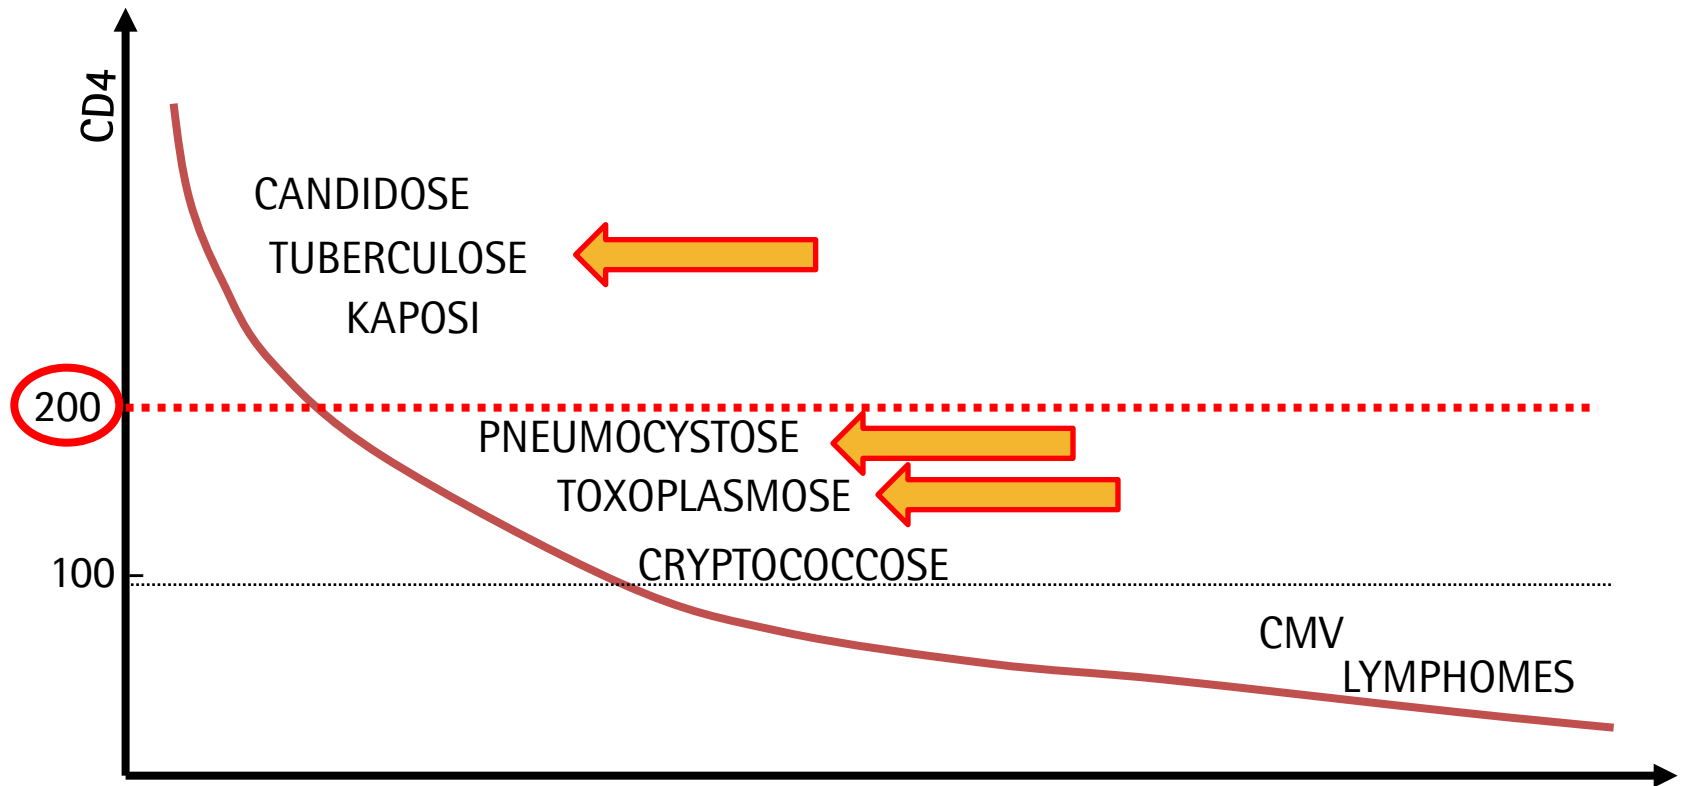 CD4
CANDIDOSE
TUBERCULOSE
KAPOSI
200
PNEUMOCYSTOSE
TOXOPLASMOSE
CRYPTOCOCCOSE
100
CMV
LYMPHOMES